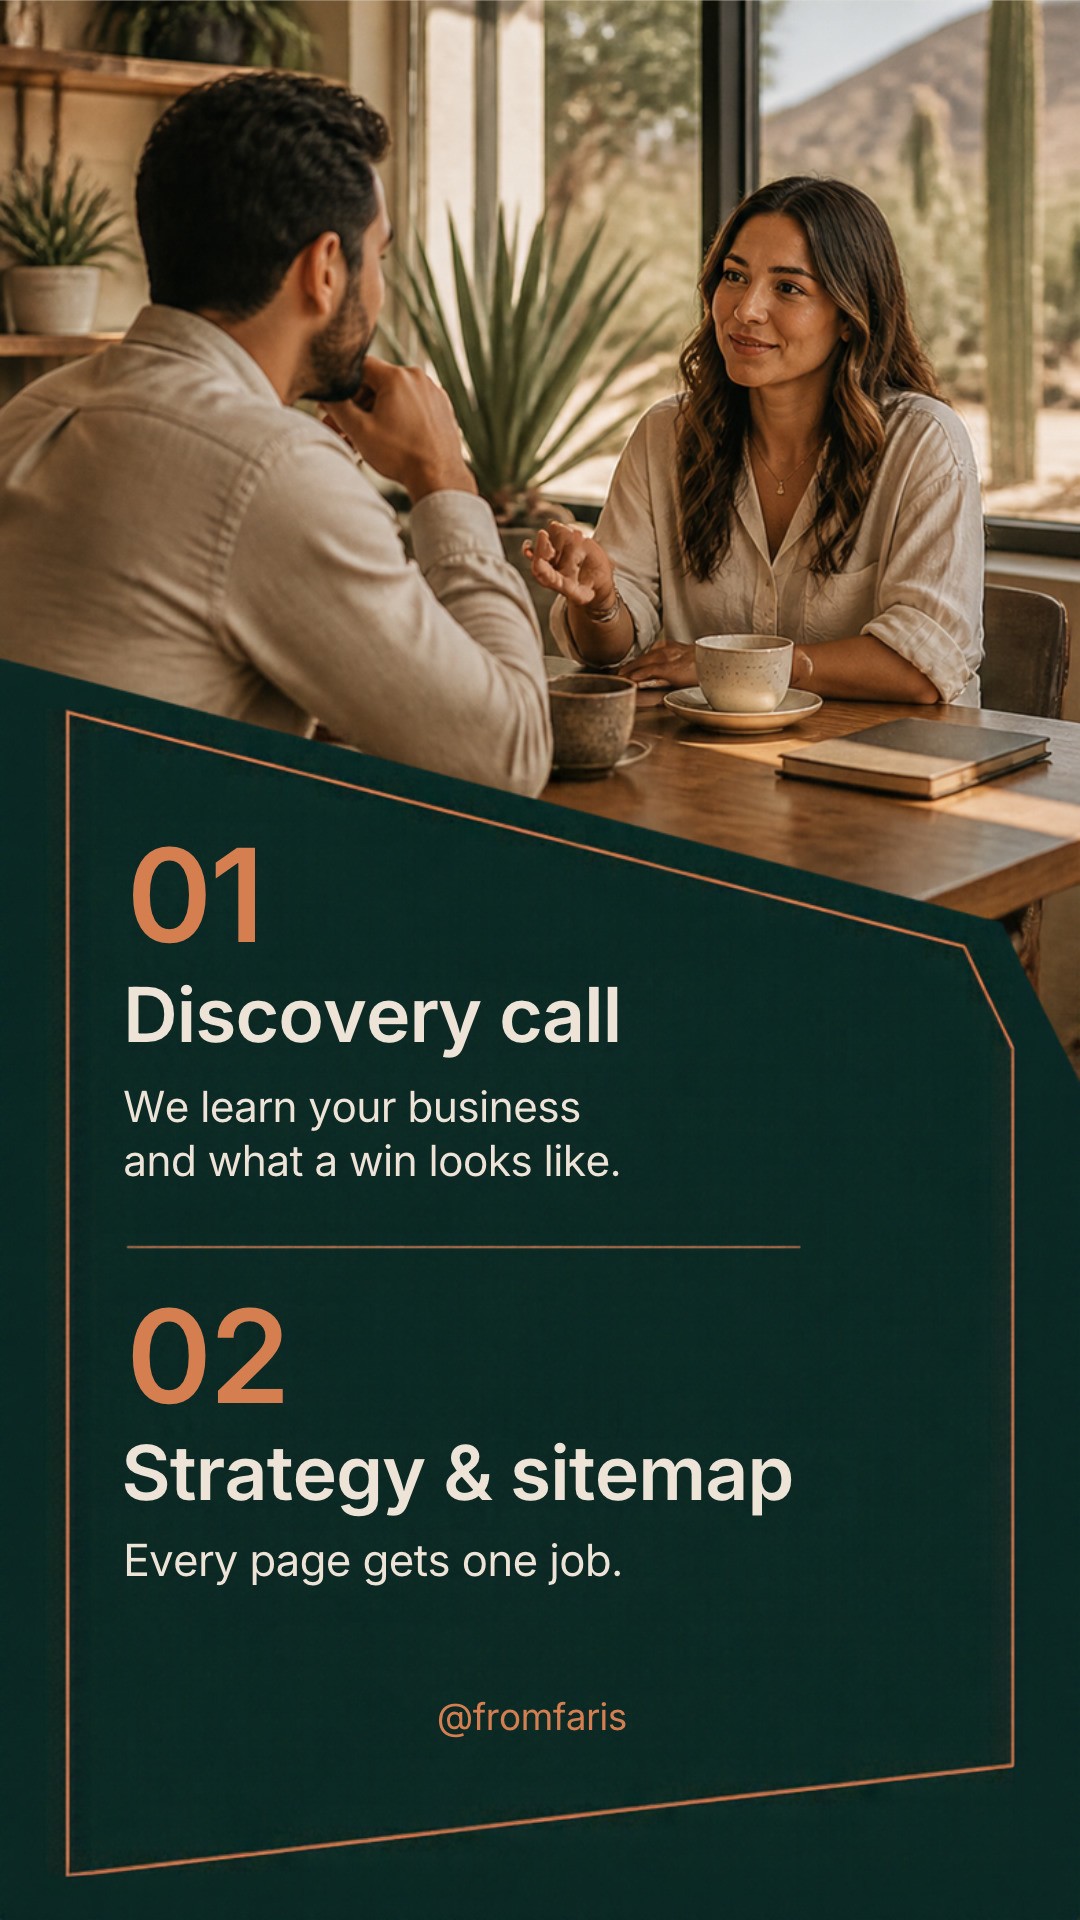 01
Discovery call
We learn your business
and what a win looks like.
02
Strategy & sitemap
Every page gets one job.
@fromfaris